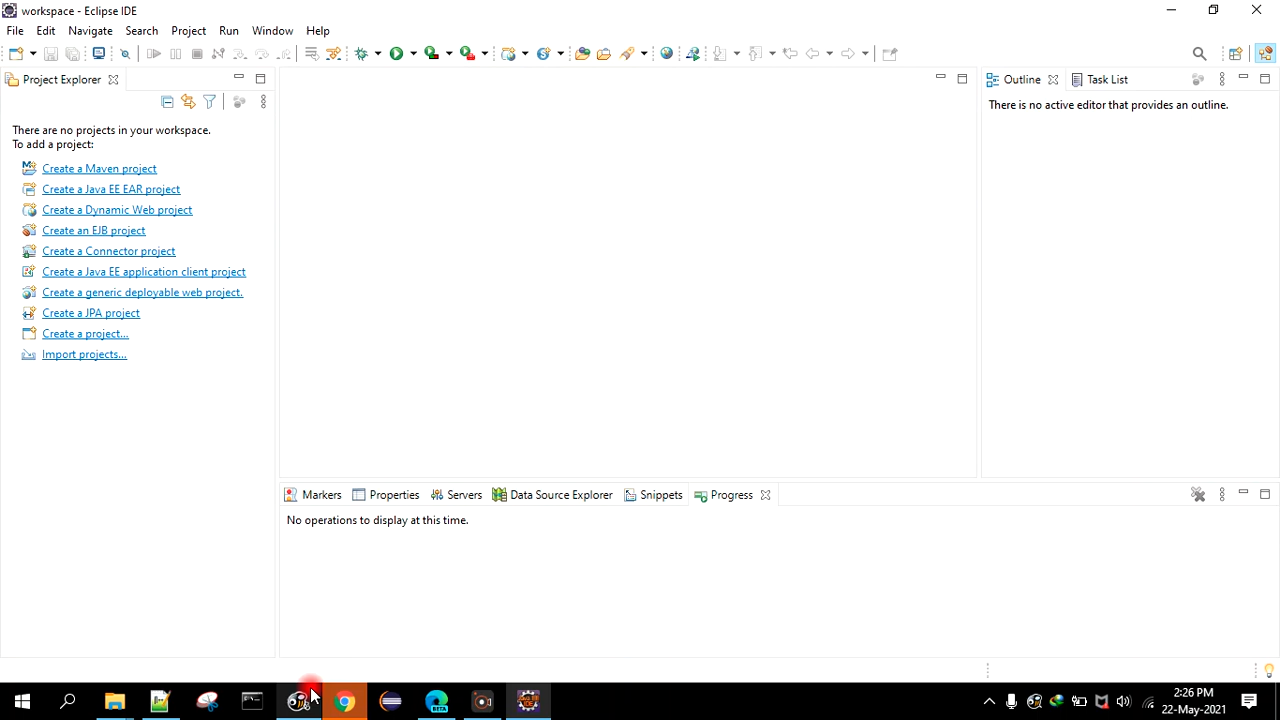 workspace - Eclipse IDE
File Edit Navigate Search Project Run Window Help
Project Explorer
There are no projects in your workspace.
To add a project:
Create a Maven project
Create a Java EE EAR project
Create a Dynamic Web project
Create an EJB project
Create a Connector project
Create a Java EE application client project
Create a generic deployable web project.
Create a JPA project
Create a project...
Import projects...
Outline Task List
There is no active editor that provides an outline.
Markers Properties Servers Data Source Explorer Snippets Progress
No operations to display at this time.
2:26 PM
22-May-2021